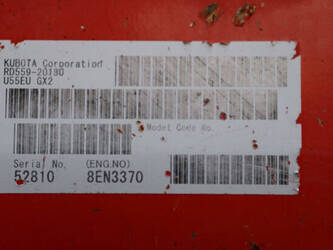 KUBOTA Corporation
RD559-20180
U55EU GX2
Model Code No.
Serial No. (ENG.NO)
52810 8EN3370